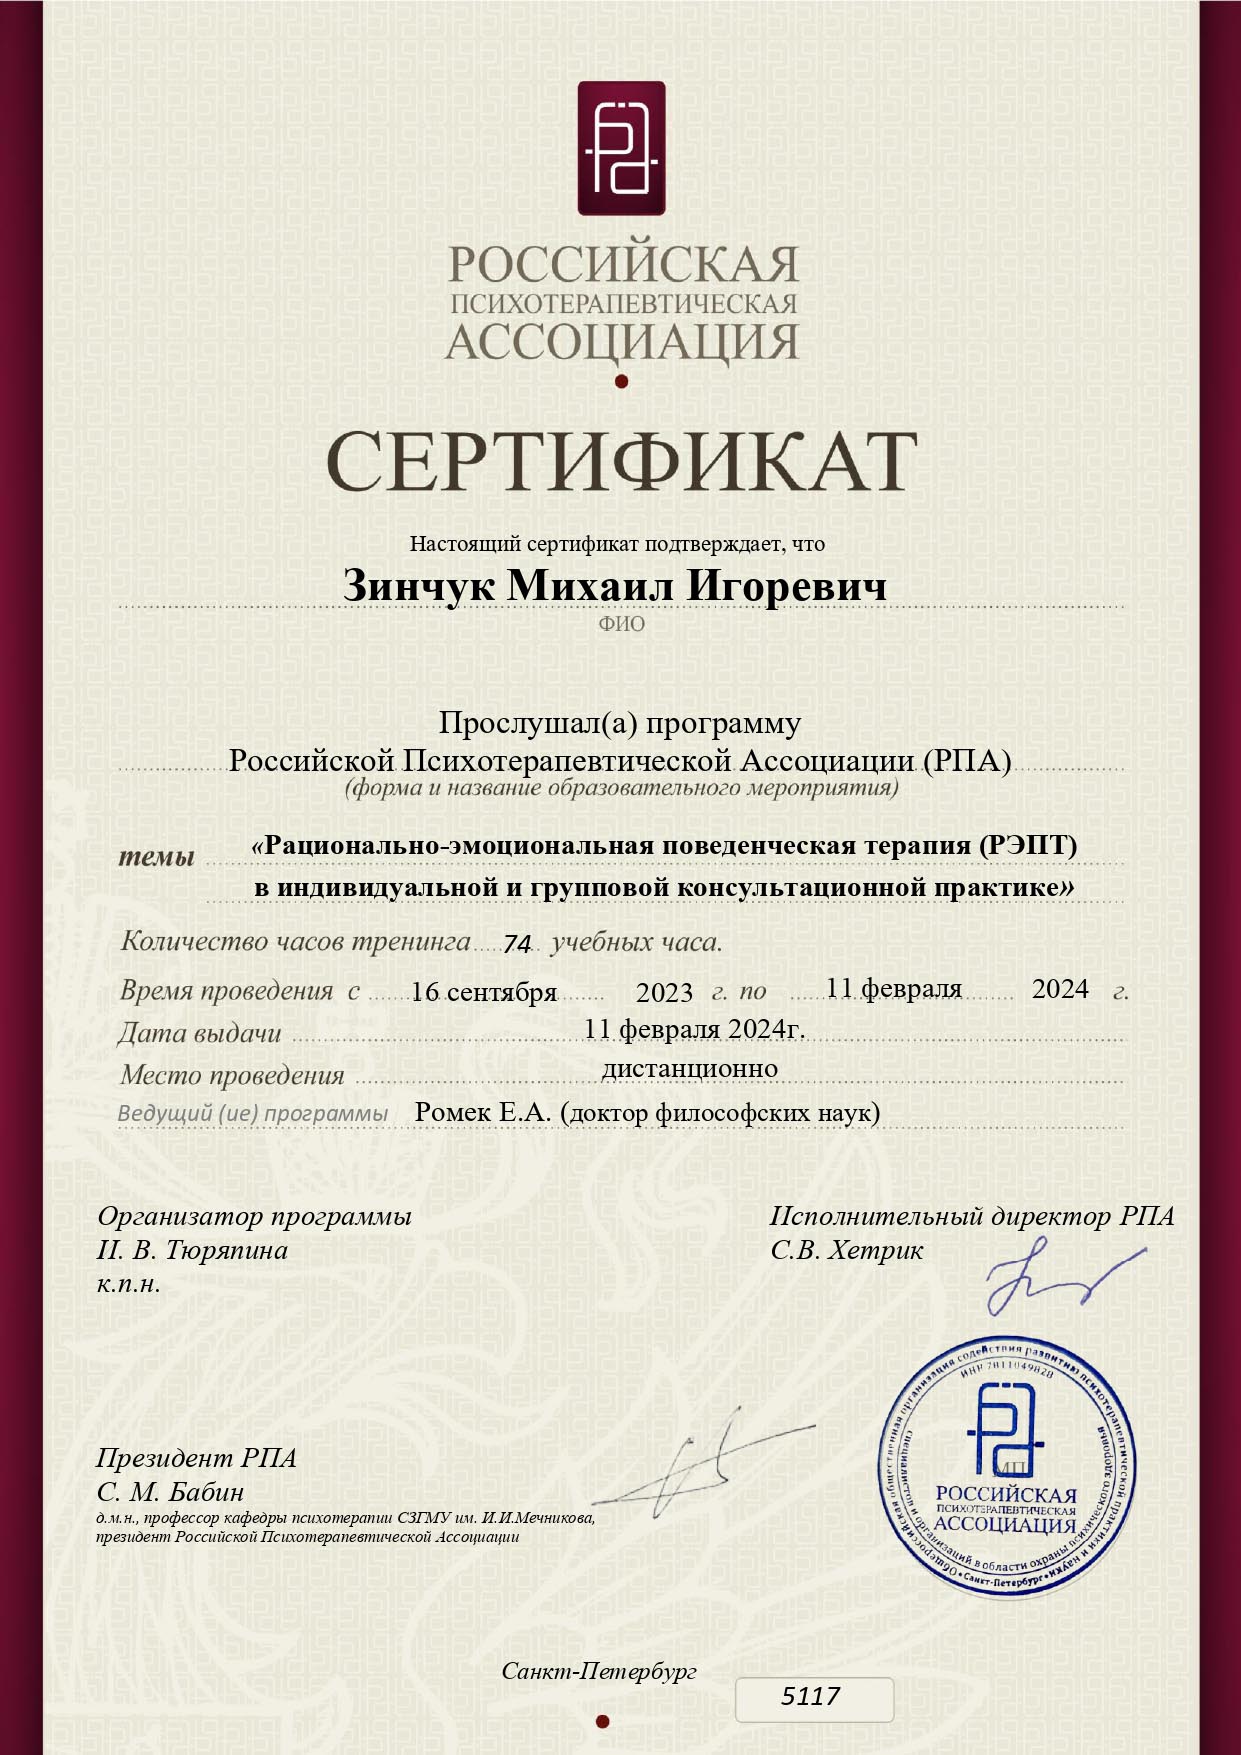 РОССИЙСКАЯ
ПСИХОТЕРАПЕВТИЧЕСКАЯ
АССОЦИАЦИЯ
СЕРТИФИКАТ
Настоящий сертификат подтверждает, что
Зинчук Михаил Игоревич
ФИО
Прослушал(а) программу
Российской Психотерапевтической Ассоциации (РПА)
(форма и название образовательного мероприятия)
темы «Рационально-эмоциональная поведенческая терапия (РЭПТ)
в индивидуальной и групповой консультационной практике»
Количество часов тренинга 74 учебных часа.
Время проведения с 16 сентября 2023 г. по 11 февраля 2024 г.
Дата выдачи 11 февраля 2024г.
Место проведения дистанционно
Ведущий (ие) программы Ромек Е.А. (доктор философских наук)
Организатор программы
И. В. Тюряпина
к.п.н.
Исполнительный директор РПА
С.В. Хетрик
Президент РПА
С. М. Бабин
д.м.н., профессор кафедры психотерапии СЗГМУ им. И.И.Мечникова,
президент Российской Психотерапевтической Ассоциации
Общероссийская общественная организация содействия развитию психотерапевтической практики и науки • Санкт-Петербург •
ИНН 7811049828
специалистов и организаций в области охраны психического здоровья
МП
РОССИЙСКАЯ
ПСИХОТЕРАПЕВТИЧЕСКАЯ
АССОЦИАЦИЯ
Санкт-Петербург
5117